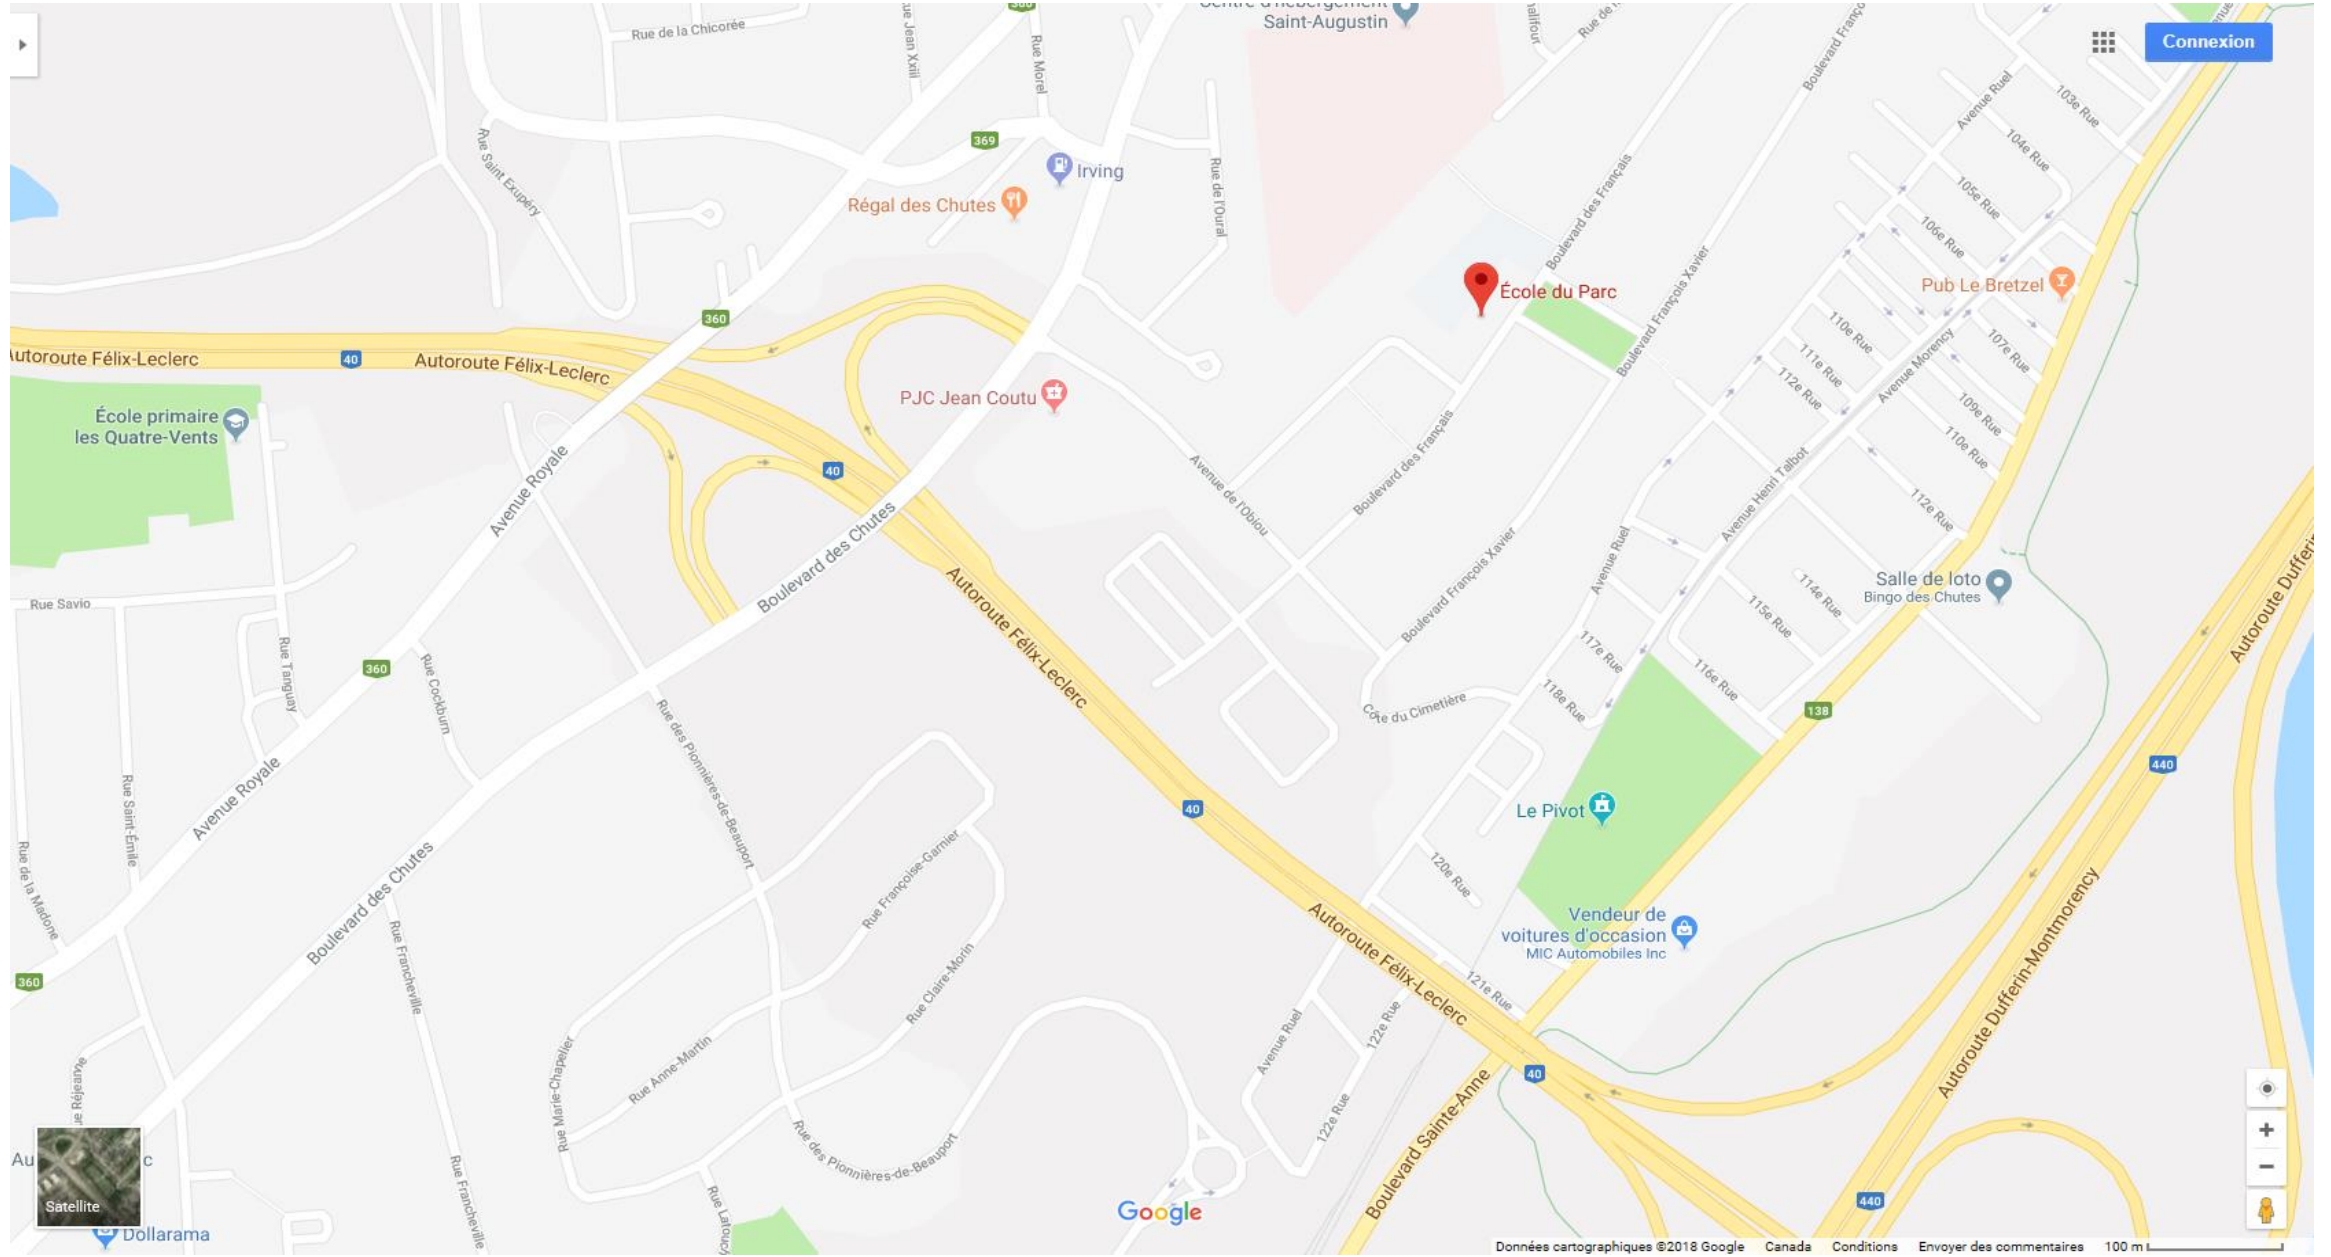 Saint-Augustin
Rue de la Chicorée
Rue Morel
Boulevard Franço
Connexion
Avenue Ruel
103e Rue
104e Rue
369
Irving
Rue Saint Exupéry
Régal des Chutes
Rue de l'Oural
Boulevard des Français
105e Rue
106e Rue
École du Parc
Pub Le Bretzel
360
Boulevard François Xavier
110e Rue
107e Rue
111e Rue
112e Rue
Avenue Morency
Autoroute Félix-Leclerc
40
Autoroute Félix-Leclerc
PJC Jean Coutu
École primaire
les Quatre-Vents
109e Rue
110e Rue
Avenue Royale
40
Avenue de l'Obiou
Boulevard des Français
Avenue Henri Talbot
112e Rue
Boulevard des Chutes
Boulevard François Xavier
Avenue Ruel
Salle de loto
Bingo des Chutes
114e Rue
115e Rue
Rue Savio
Rue Tanguay
Autoroute Félix-Leclerc
117e Rue
116e Rue
118e Rue
360
Rue Cockburn
Côte du Cimetière
138
Autoroute Dufferin
Rue des Pionnières-de-Beauport
440
Avenue Royale
Rue Saint-Émile
40
Le Pivot
Rue de la Madone
Boulevard des Chutes
Rue Françoise-Garnier
120e Rue
Vendeur de
voitures d'occasion
MIC Automobiles Inc
Autoroute Félix-Leclerc
360
Rue Francheville
Rue Claire-Morin
121e Rue
122e Rue
Autoroute Dufferin-Montmorency
Rue Marie-Chapelier
Rue Anne-Martin
Avenue Ruel
40
122e Rue
Boulevard Sainte-Anne
Rue des Pionnières-de-Beauport
Rue Francheville
Satellite
Dollarama
Google
440
Données cartographiques ©2018 Google Canada Conditions Envoyer des commentaires 100 m